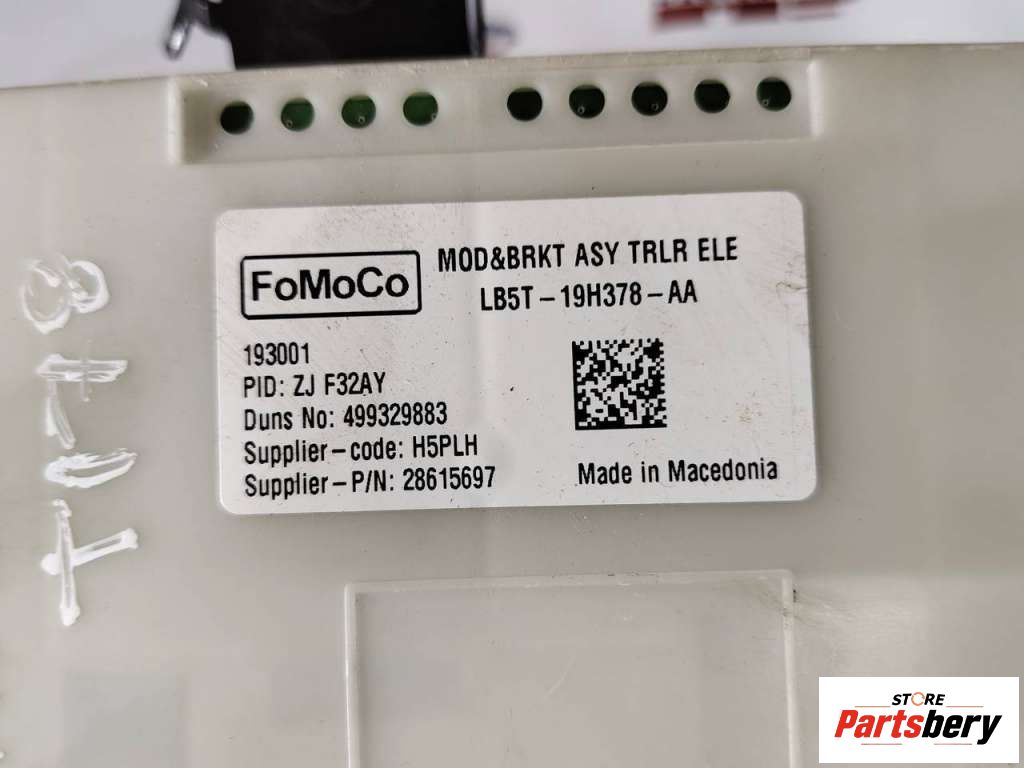 FoMoCo
MOD&BRKT ASY TRLR ELE
LB5T-19H378-AA
193001
PID: ZJ F32AY
Duns No: 499329883
Supplier-code: H5PLH
Supplier-P/N: 28615697
Made in Macedonia
STORE
Partsbery